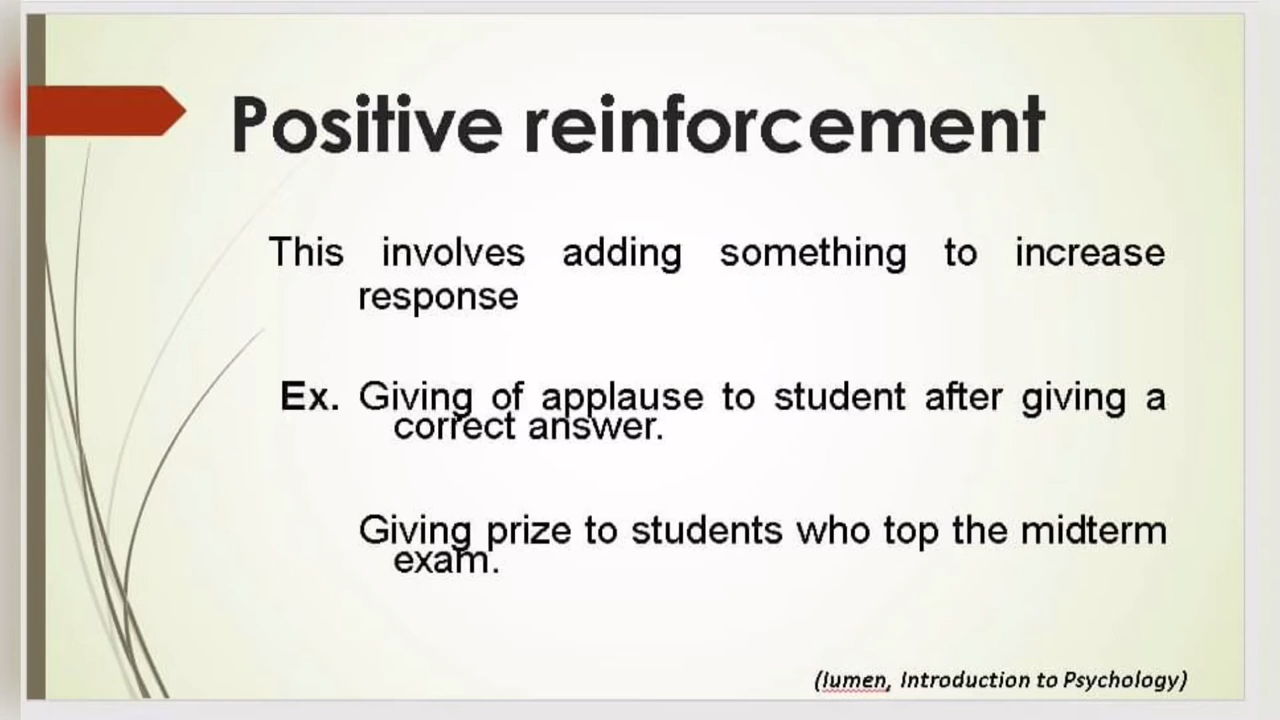 Positive reinforcement
This involves adding something to increase
response
Ex. Giving of applause to student after giving a
correct answer.
Giving prize to students who top the midterm
exam.
(lumen, Introduction to Psychology)